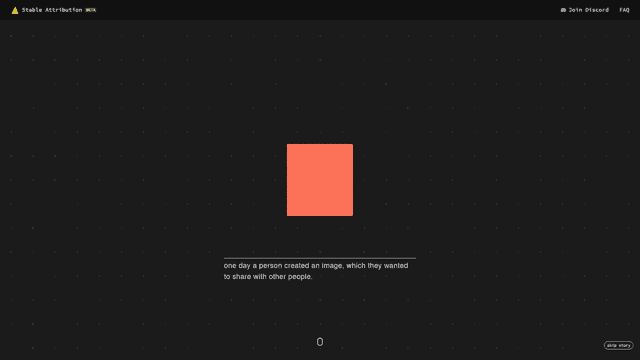 Stable Attribution BETA
Join Discord
FAQ
one day a person created an image, which they wanted
to share with other people.
skip story